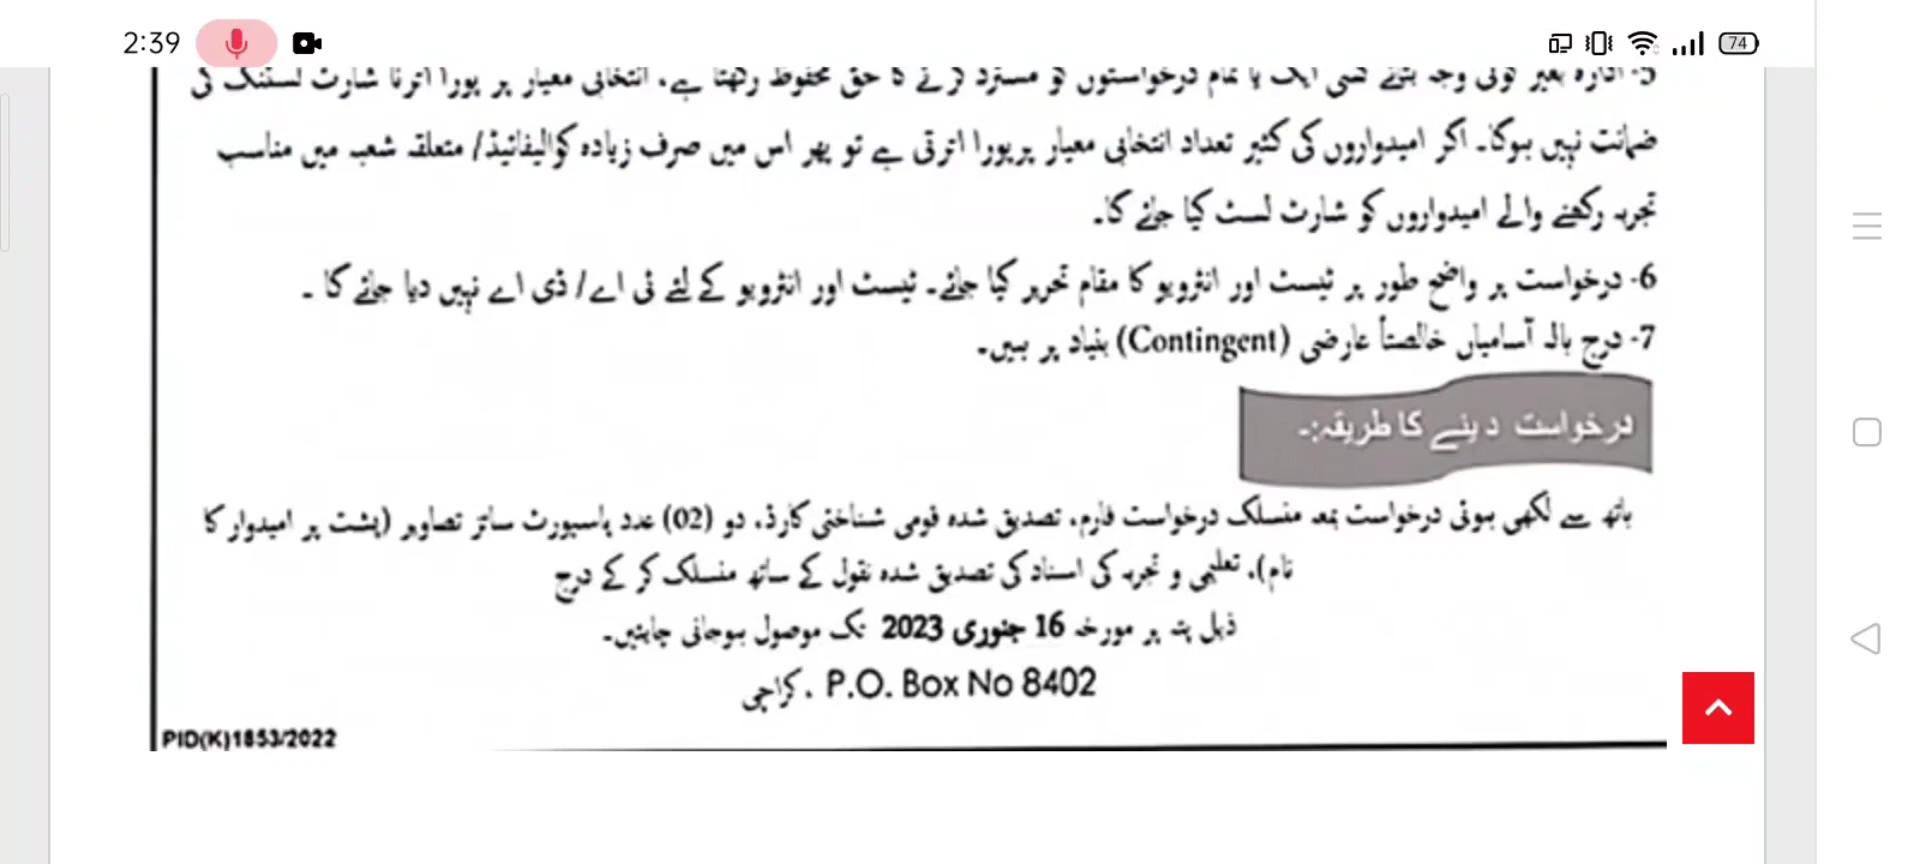 2:39
74
5- ادارہ بغیر کوئی وجہ بتائے کسی ایک یا تمام درخواستوں کو مسترد کرنے کا حق محفوظ رکھتا ہے۔ انتخابی معیار پر پورا اترنا شارٹ لسٹنگ کی
ضمانت نہیں ہوگا۔ اگر امیدواروں کی کثیر تعداد انتخابی معیار پر پورا اترتی ہے تو پھر اس میں صرف زیادہ کوالیفائیڈ/ متعلقہ شعبہ میں مناسب
تجربہ رکھنے والے امیدواروں کو شارٹ لسٹ کیا جائے گا۔
6- درخواست پر واضح طور پر ٹیسٹ اور انٹرویو کا مقام تحریر کیا جائے۔ ٹیسٹ اور انٹرویو کے لئے ٹی اے/ ڈی اے نہیں دیا جائے گا ۔
7- درج بالا آسامیاں خالصتاً عارضی (Contingent) بنیاد پر ہیں۔
درخواست دینے کا طریقہ:۔
ہاتھ سے لکھی ہوئی درخواست بمعہ منسلک درخواست فارم، تصدیق شدہ قومی شناختی کارڈ، دو (02) عدد پاسپورٹ سائز تصاویر (پشت پر امیدوار کا
نام)، تعلیمی و تجربہ کی اسناد کی تصدیق شدہ نقول کے ساتھ منسلک کر کے درج
ذیل پتہ پر مورخہ 16 جنوری 2023 تک موصول ہوجانی چاہئیں۔
P.O. Box No 8402 ، کراچی
PID(K)1853/2022